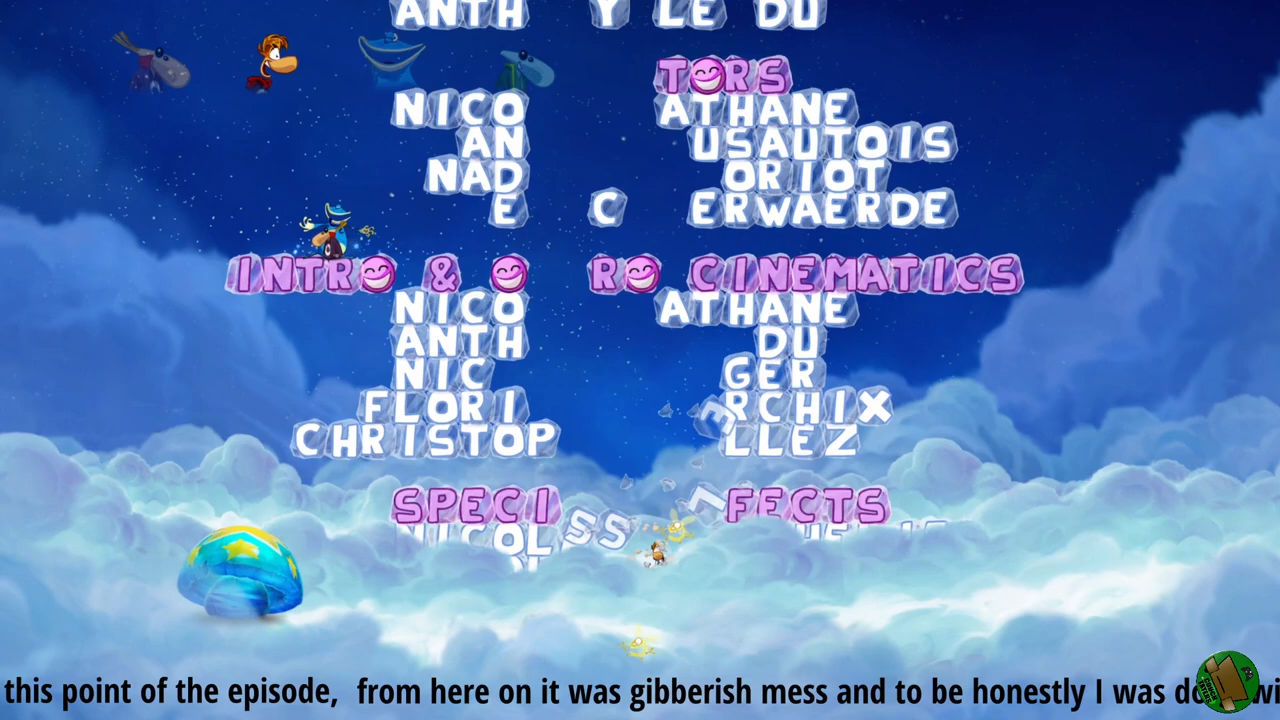 ANTH Y LE DU
TORS
NICO ATHANE
AN USAUTOIS
NAD ORIOT
E C ERWAERDE
INTRO & O RO CINEMATICS
NICO ATHANE
ANTH DU
NIC GER
FLORI RCHIX
CHRISTOP LLEZ
SPECI FECTS
NICOL
this point of the episode, from here on it was gibberish mess and to be honestly I was